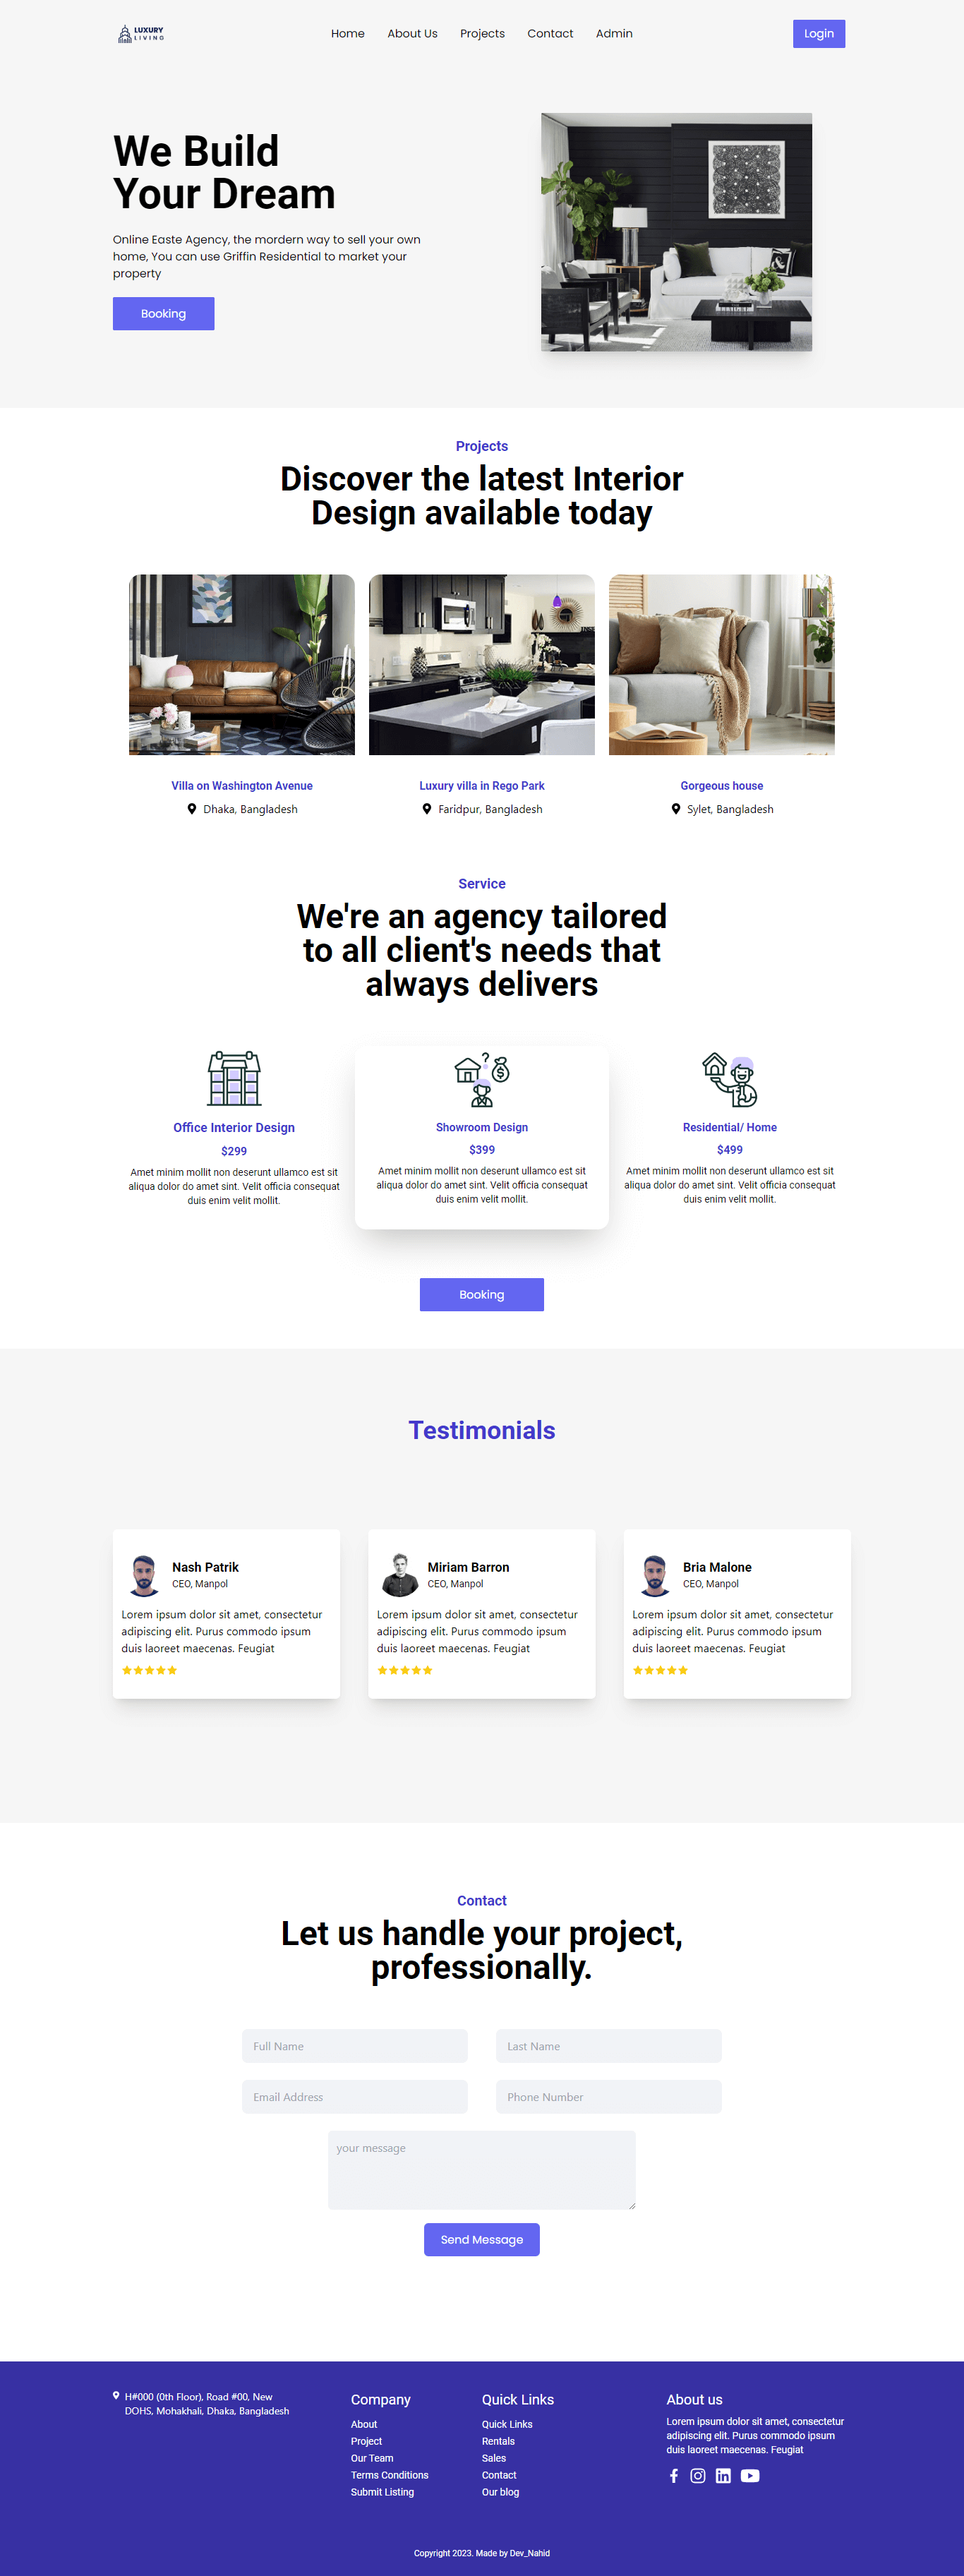 LUXURY
LIVING
Home About Us Projects Contact Admin
Login
We Build
Your Dream
Online Easte Agency, the mordern way to sell your own
home, You can use Griffin Residential to market your
property
Booking
Projects
Discover the latest Interior
Design available today
Villa on Washington Avenue
Dhaka, Bangladesh
Luxury villa in Rego Park
Faridpur, Bangladesh
Gorgeous house
Sylet, Bangladesh
Service
We're an agency tailored
to all client's needs that
always delivers
Office Interior Design
$299
Amet minim mollit non deserunt ullamco est sit
aliqua dolor do amet sint. Velit officia consequat
duis enim velit mollit.
Showroom Design
$399
Amet minim mollit non deserunt ullamco est sit
aliqua dolor do amet sint. Velit officia consequat
duis enim velit mollit.
Residential/ Home
$499
Amet minim mollit non deserunt ullamco est sit
aliqua dolor do amet sint. Velit officia consequat
duis enim velit mollit.
Booking
Testimonials
Nash Patrik
CEO, Manpol
Lorem ipsum dolor sit amet, consectetur
adipiscing elit. Purus commodo ipsum
duis laoreet maecenas. Feugiat
Miriam Barron
CEO, Manpol
Lorem ipsum dolor sit amet, consectetur
adipiscing elit. Purus commodo ipsum
duis laoreet maecenas. Feugiat
Bria Malone
CEO, Manpol
Lorem ipsum dolor sit amet, consectetur
adipiscing elit. Purus commodo ipsum
duis laoreet maecenas. Feugiat
Contact
Let us handle your project,
professionally.
Full Name
Last Name
Email Address
Phone Number
your message
Send Message
H#000 (0th Floor), Road #00, New
DOHS, Mohakhali, Dhaka, Bangladesh
Company
About
Project
Our Team
Terms Conditions
Submit Listing
Quick Links
Quick Links
Rentals
Sales
Contact
Our blog
About us
Lorem ipsum dolor sit amet, consectetur
adipiscing elit. Purus commodo ipsum
duis laoreet maecenas. Feugiat
Copyright 2023. Made by Dev_Nahid